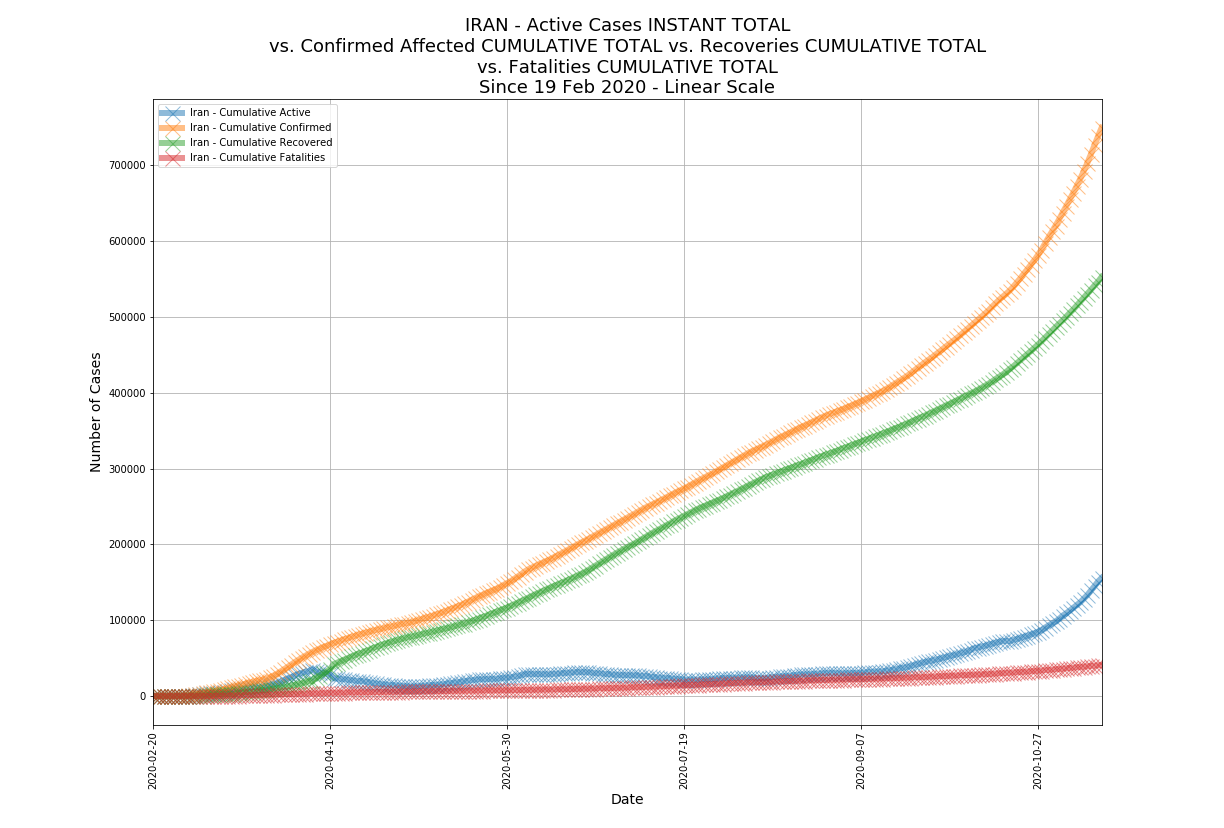 IRAN - Active Cases INSTANT TOTAL
vs. Confirmed Affected CUMULATIVE TOTAL vs. Recoveries CUMULATIVE TOTAL
vs. Fatalities CUMULATIVE TOTAL
Since 19 Feb 2020 - Linear Scale
Iran - Cumulative Active
Iran - Cumulative Confirmed
Iran - Cumulative Recovered
Iran - Cumulative Fatalities
Number of Cases
700000
600000
500000
400000
300000
200000
100000
0
2020-02-20
2020-04-10
2020-05-30
2020-07-19
2020-09-07
2020-10-27
Date